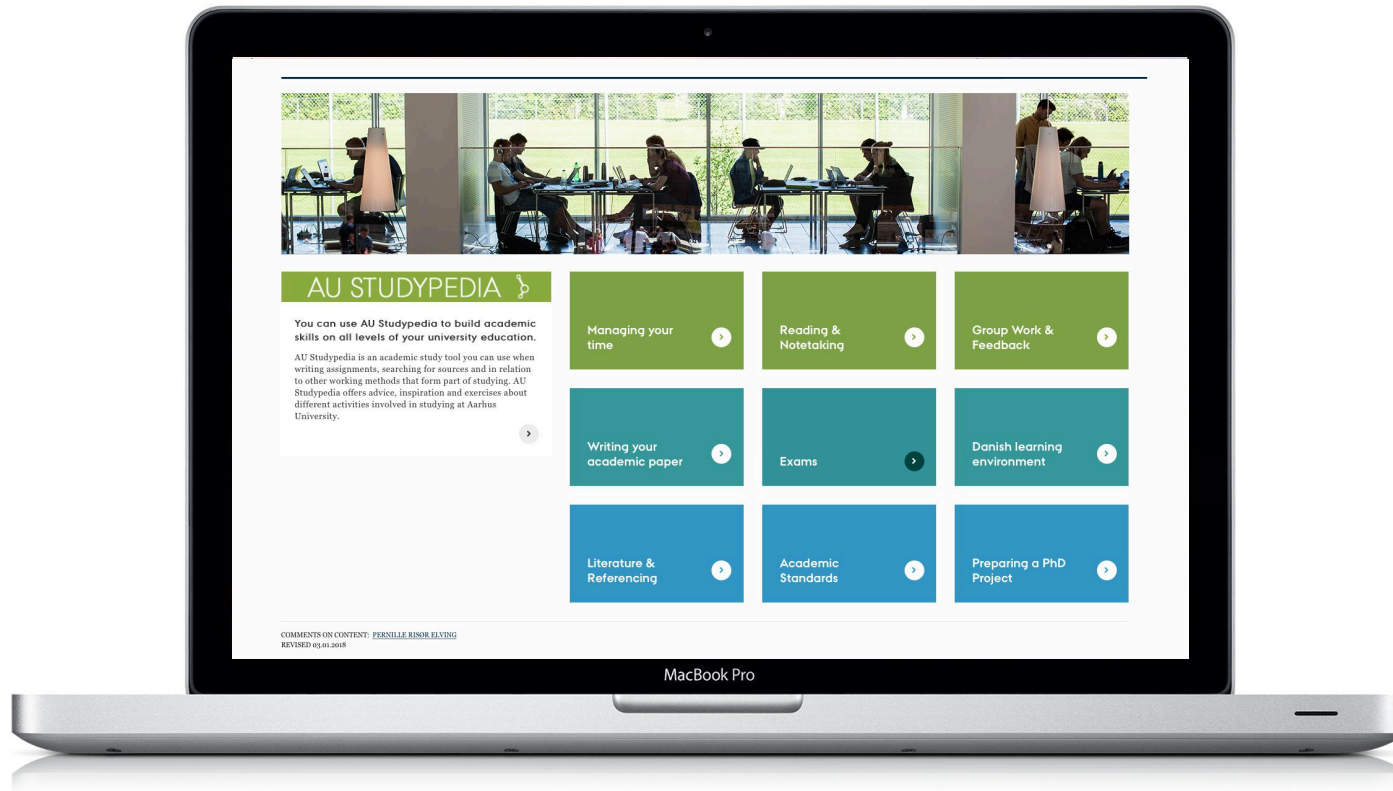 AU STUDYPEDIA
You can use AU Studypedia to build academic
skills on all levels of your university education.
AU Studypedia is an academic study tool you can use when
writing assignments, searching for sources and in relation
to other working methods that form part of studying. AU
Studypedia offers advice, inspiration and exercises about
different activities involved in studying at Aarhus
University.
Managing your
time
Reading &
Notetaking
Group Work &
Feedback
Writing your
academic paper
Exams
Danish learning
environment
Literature &
Referencing
Academic
Standards
Preparing a PhD
Project
COMMENTS ON CONTENT: PERNILLE RISØR ELVING
REVISED 03.01.2018
MacBook Pro